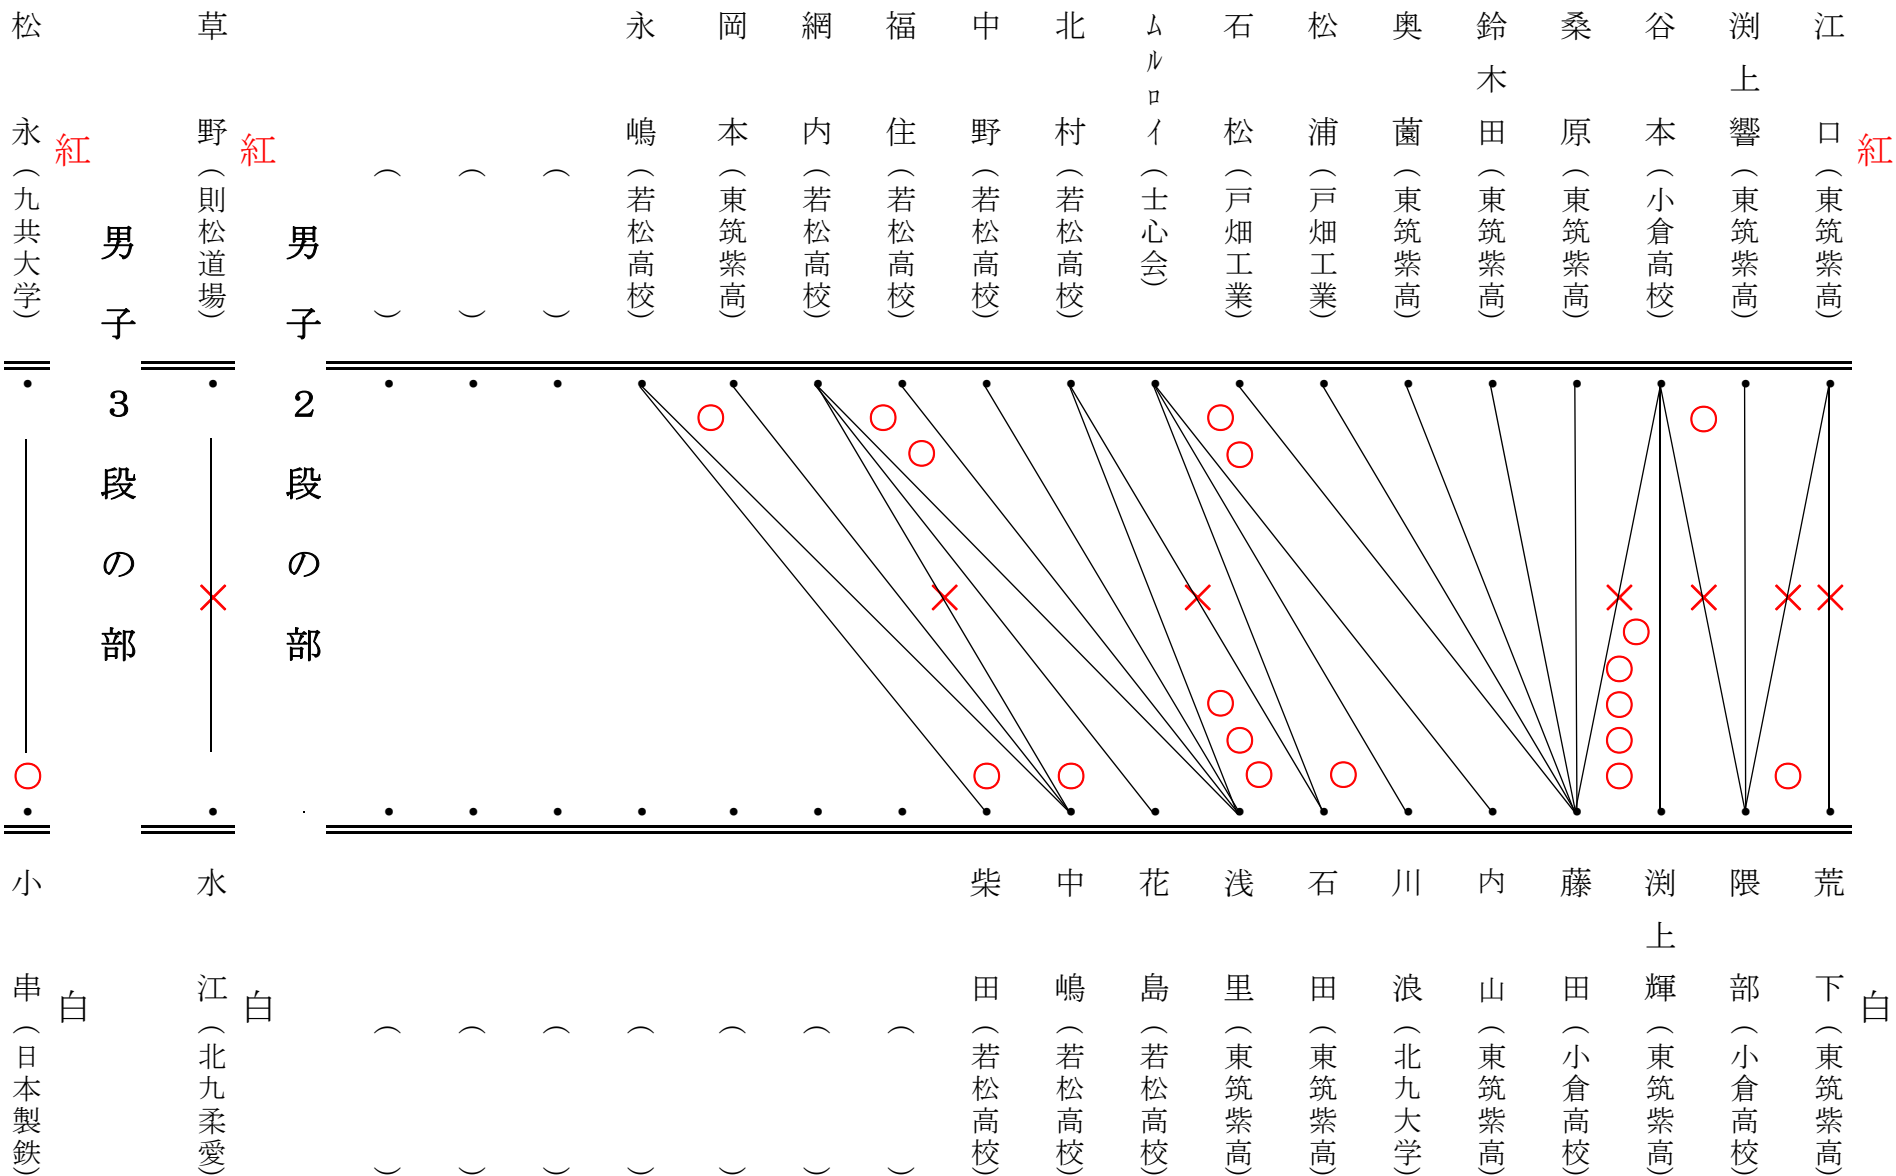 紅
江口(東筑紫高)
渕上響(東筑紫高)
谷本(小倉高校)
桑原(東筑紫高)
鈴木田(東筑紫高)
奥薗(東筑紫高)
松浦(戸畑工業)
石松(戸畑工業)
ムルロイ(士心会)
北村(若松高校)
中野(若松高校)
福住(若松高校)
網内(若松高校)
岡本(東筑紫高)
永嶋(若松高校)
( )
( )
( )
白
荒下(東筑紫高)
隈部(小倉高校)
渕上輝(東筑紫高)
藤田(小倉高校)
内山(東筑紫高)
川浪(北九大学)
石田(東筑紫高)
浅里(東筑紫高)
花島(若松高校)
中嶋(若松高校)
柴田(若松高校)
( )
( )
( )
( )
( )
( )
( )
男子2段の部
紅
草野(則松道場)
白
水江(北九柔愛)
男子3段の部
紅
松永(九共大学)
白
小串(日本製鉄)